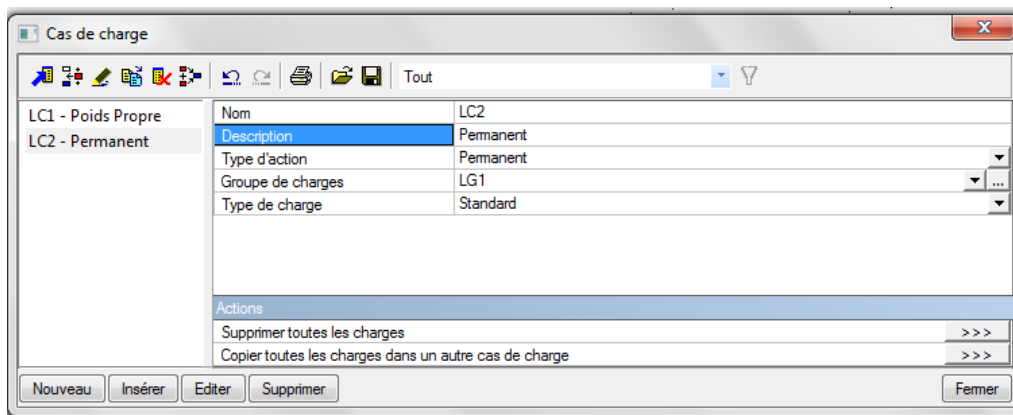 Cas de charge
Tout
LC1 - Poids Propre
LC2 - Permanent
Nom LC2
Description Permanent
Type d'action Permanent
Groupe de charges LG1 ...
Type de charge Standard
Actions
Supprimer toutes les charges >>>
Copier toutes les charges dans un autre cas de charge >>>
Nouveau Insérer Editer Supprimer Fermer